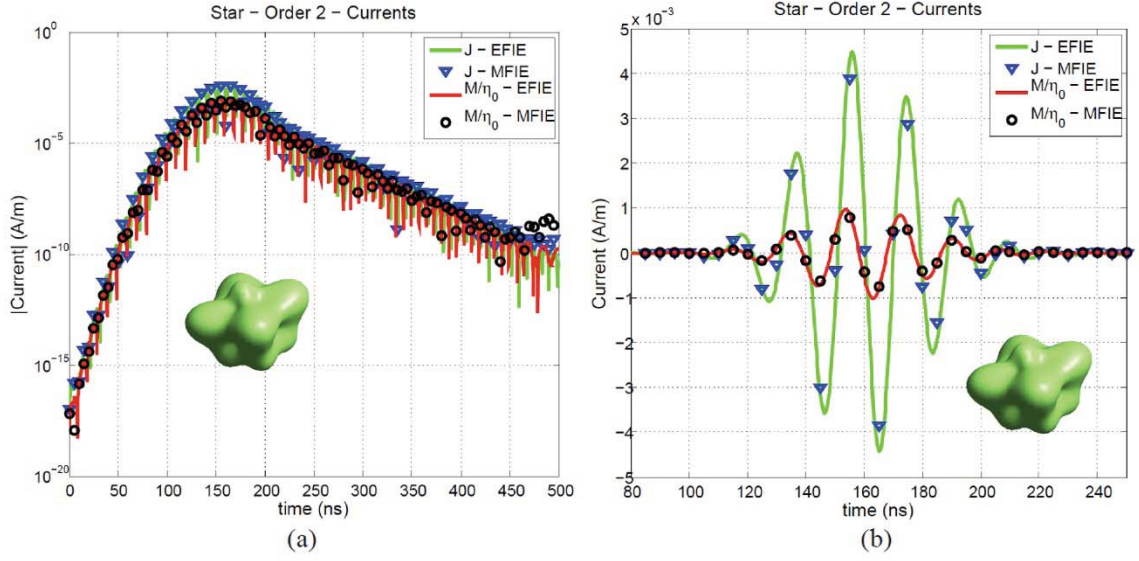 Star – Order 2 – Currents
10⁰
10⁻⁵
10⁻¹⁰
10⁻¹⁵
10⁻²⁰
|Current| (A/m)
J – EFIE
J – MFIE
M/η₀ – EFIE
M/η₀ – MFIE
0 50 100 150 200 250 300 350 400 450 500
time (ns)
(a)
Star – Order 2 – Currents
x 10⁻³
5
4
3
2
1
0
−1
−2
−3
−4
−5
Current (A/m)
J – EFIE
J – MFIE
M/η₀ – EFIE
M/η₀ – MFIE
80 100 120 140 160 180 200 220 240
time (ns)
(b)